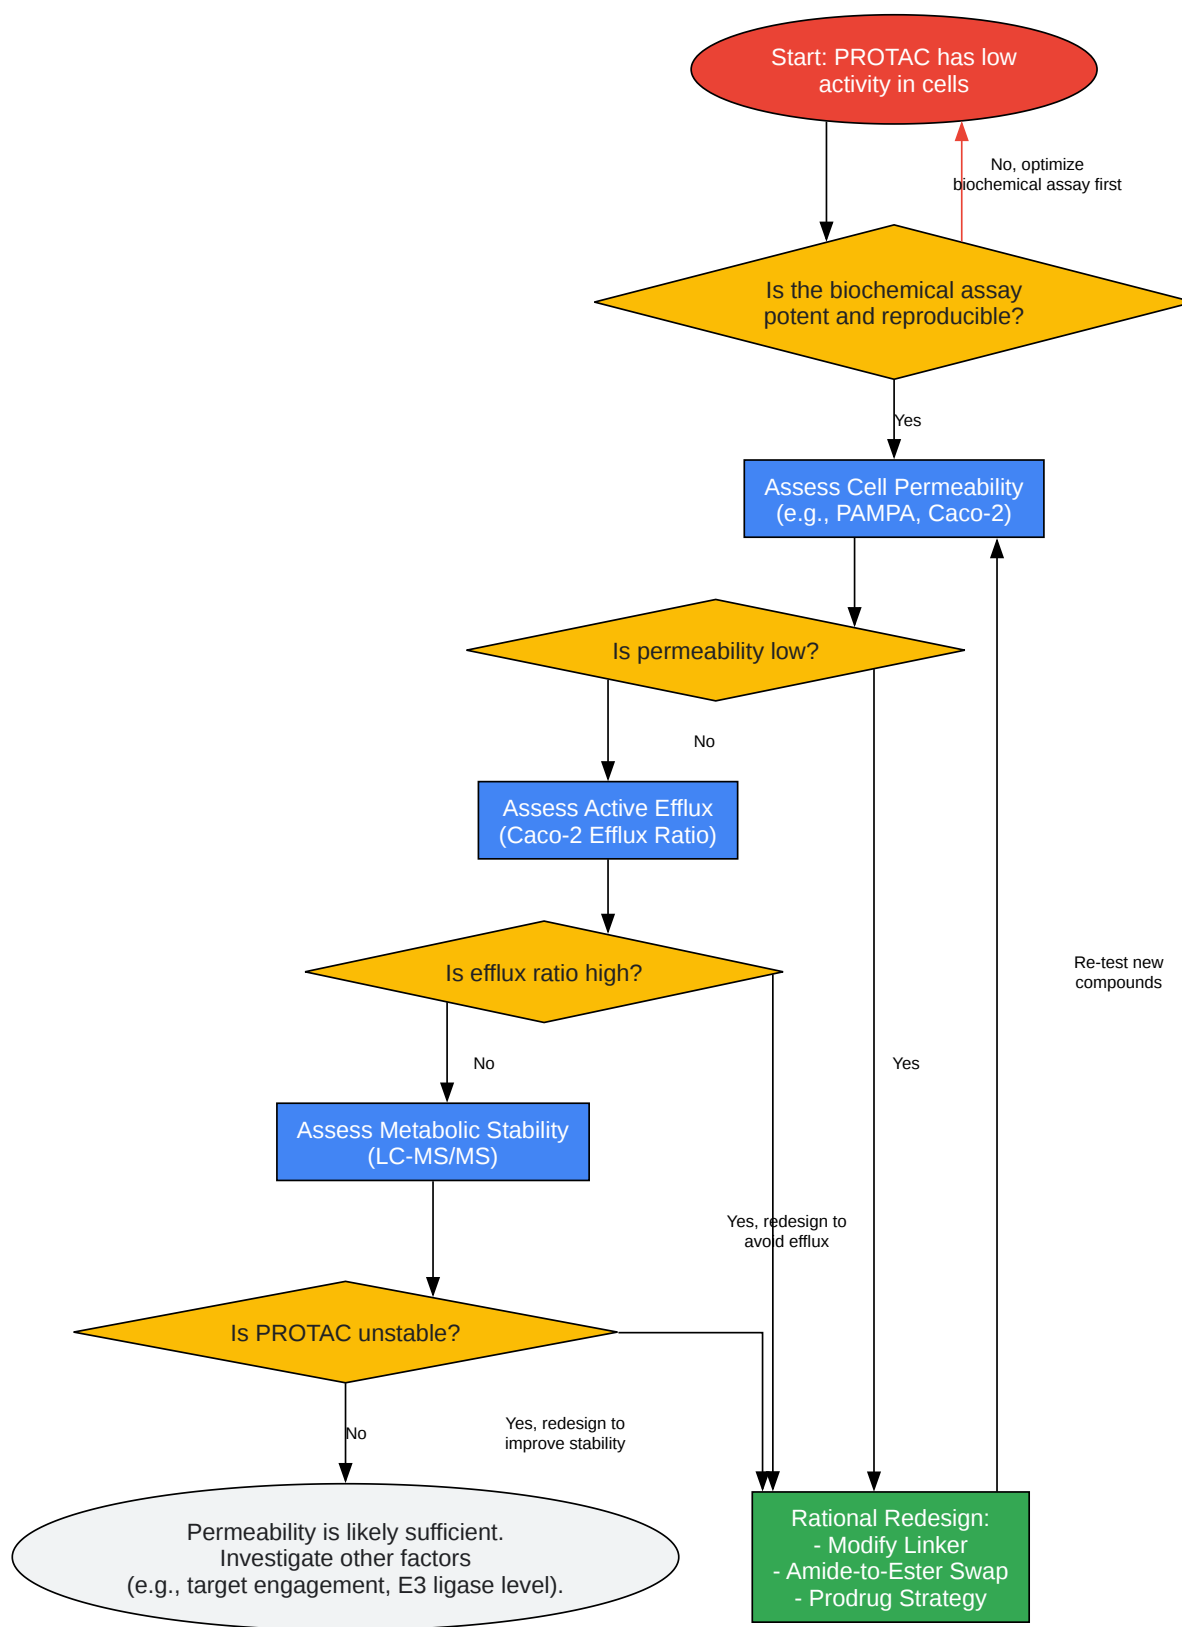 Start: PROTAC has low
activity in cells
No, optimize
biochemical assay first
Is the biochemical assay
potent and reproducible?
Yes
Assess Cell Permeability
(e.g., PAMPA, Caco-2)
Is permeability low?
No
Assess Active Efflux
(Caco-2 Efflux Ratio)
Is efflux ratio high?
Re-test new
compounds
No
Yes
Assess Metabolic Stability
(LC-MS/MS)
Yes, redesign to
avoid efflux
Is PROTAC unstable?
No
Yes, redesign to
improve stability
Permeability is likely sufficient.
Investigate other factors
(e.g., target engagement, E3 ligase level).
Rational Redesign:
- Modify Linker
- Amide-to-Ester Swap
- Prodrug Strategy